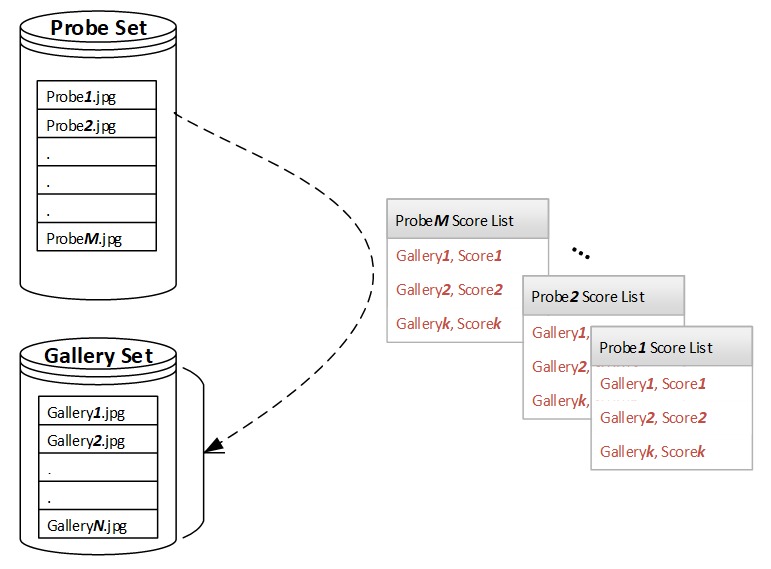 Probe Set
Probe1.jpg
Probe2.jpg
.
.
.
ProbeM.jpg
Gallery Set
Gallery1.jpg
Gallery2.jpg
.
.
GalleryN.jpg
ProbeM Score List
Gallery1, Score1
Gallery2, Score2
Galleryk, Scorek
...
Probe2 Score List
Gallery1,
Gallery2,
Galleryk,
Probe1 Score List
Gallery1, Score1
Gallery2, Score2
Galleryk, Scorek